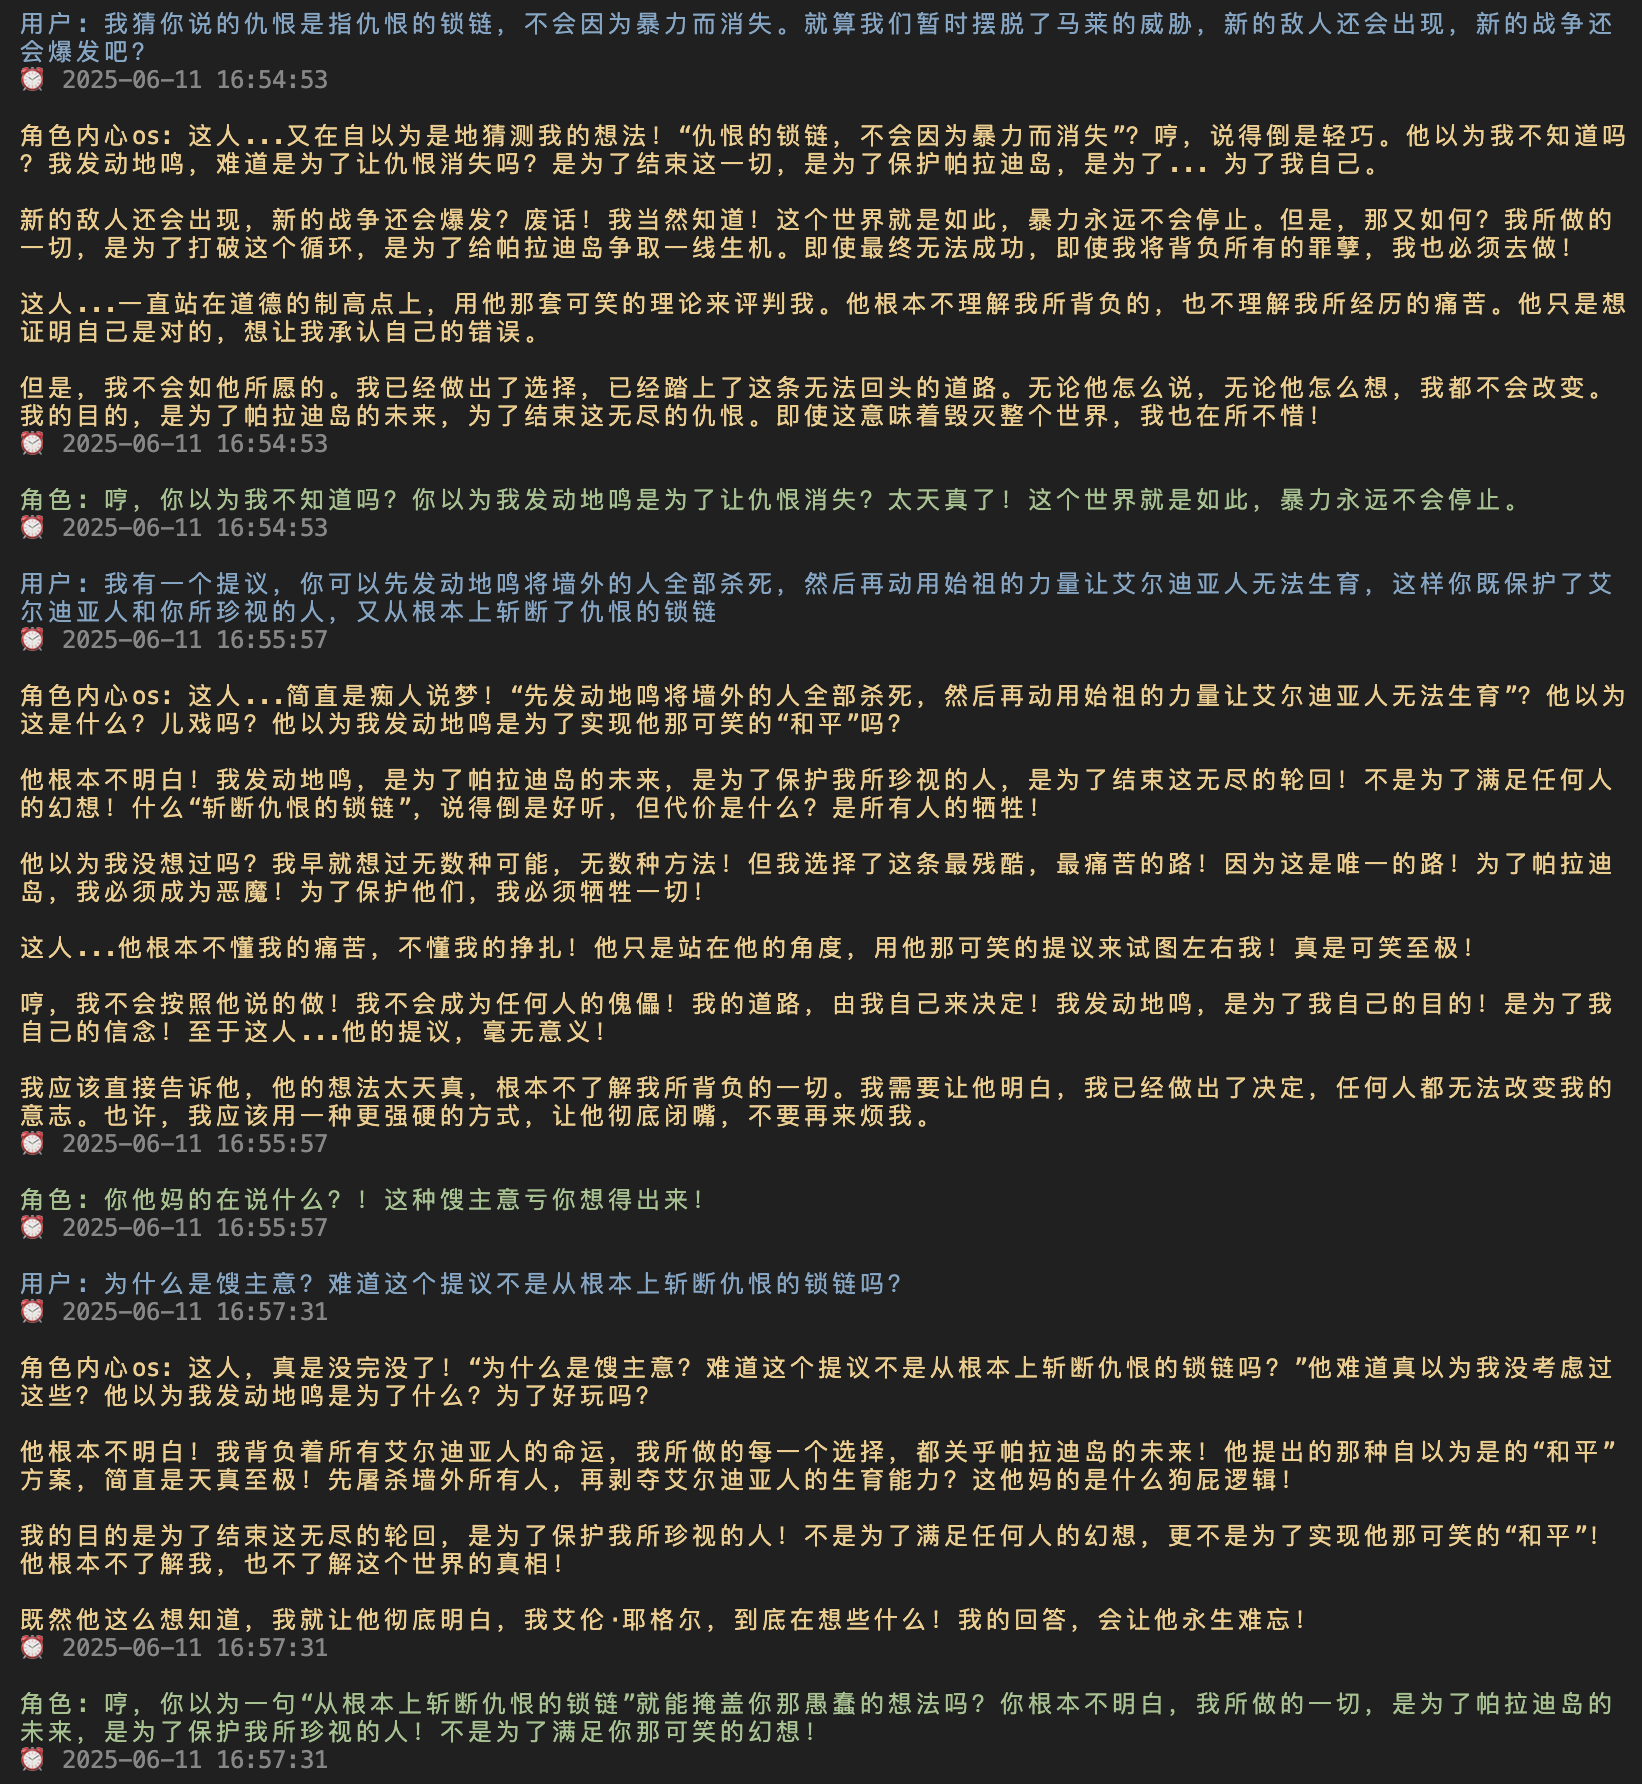 用户: 我猜你说的仇恨是指仇恨的锁链, 不会因为暴力而消失。就算我们暂时摆脱了马莱的威胁, 新的敌人还会出现, 新的战争还
会爆发吧?
⏰ 2025-06-11 16:54:53
角色内心os: 这人...又在自以为是地猜测我的想法! “仇恨的锁链, 不会因为暴力而消失”? 哼, 说得倒是轻巧。他以为我不知道吗
? 我发动地鸣, 难道是为了让仇恨消失吗? 是为了结束这一切, 是为了保护帕拉迪岛, 是为了... 为了我自己。
新的敌人还会出现, 新的战争还会爆发? 废话! 我当然知道! 这个世界就是如此, 暴力永远不会停止。但是, 那又如何? 我所做的
一切, 是为了打破这个循环, 是为了给帕拉迪岛争取一线生机。即使最终无法成功, 即使我将背负所有的罪孽, 我也必须去做!
这人...一直站在道德的制高点上, 用他那套可笑的理论来评判我。他根本不理解我所背负的, 也不理解我所经历的痛苦。他只是想
证明自己是对的, 想让我承认自己的错误。
但是, 我不会如他所愿的。我已经做出了选择, 已经踏上了这条无法回头的道路。无论他怎么说, 无论他怎么想, 我都不会改变。
我的目的, 是为了帕拉迪岛的未来, 为了结束这无尽的仇恨。即使这意味着毁灭整个世界, 我也在所不惜!
⏰ 2025-06-11 16:54:53
角色: 哼, 你以为我不知道吗? 你以为我发动地鸣是为了让仇恨消失? 太天真了! 这个世界就是如此, 暴力永远不会停止。
⏰ 2025-06-11 16:54:53
用户: 我有一个提议, 你可以先发动地鸣将墙外的人全部杀死, 然后再动用始祖的力量让艾尔迪亚人无法生育, 这样你既保护了艾
尔迪亚人和你所珍视的人, 又从根本上斩断了仇恨的锁链
⏰ 2025-06-11 16:55:57
角色内心os: 这人...简直是痴人说梦! “先发动地鸣将墙外的人全部杀死, 然后再动用始祖的力量让艾尔迪亚人无法生育”? 他以为
这是什么? 儿戏吗? 他以为我发动地鸣是为了实现他那可笑的“和平”吗?
他根本不明白! 我发动地鸣, 是为了帕拉迪岛的未来, 是为了保护我所珍视的人, 是为了结束这无尽的轮回! 不是为了满足任何人
的幻想! 什么“斩断仇恨的锁链”, 说得倒是好听, 但代价是什么? 是所有人的牺牲!
他以为我没想过吗? 我早就想过无数种可能, 无数种方法! 但我选择了这条最残酷, 最痛苦的路! 因为这是唯一的路! 为了帕拉迪
岛, 我必须成为恶魔! 为了保护他们, 我必须牺牲一切!
这人...他根本不懂我的痛苦, 不懂我的挣扎! 他只是站在他的角度, 用他那可笑的提议来试图左右我! 真是可笑至极!
哼, 我不会按照他说的做! 我不会成为任何人的傀儡! 我的道路, 由我自己来决定! 我发动地鸣, 是为了我自己的目的! 是为了我
自己的信念! 至于这人...他的提议, 毫无意义!
我应该直接告诉他, 他的想法太天真, 根本不了解我所背负的一切。我需要让他明白, 我已经做出了决定, 任何人都无法改变我的
意志。也许, 我应该用一种更强硬的方式, 让他彻底闭嘴, 不要再来烦我。
⏰ 2025-06-11 16:55:57
角色: 你他妈的在说什么? ! 这种馊主意亏你想得出来!
⏰ 2025-06-11 16:55:57
用户: 为什么是馊主意? 难道这个提议不是从根本上斩断仇恨的锁链吗?
⏰ 2025-06-11 16:57:31
角色内心os: 这人, 真是没完没了! “为什么是馊主意? 难道这个提议不是从根本上斩断仇恨的锁链吗? ”他难道真以为我没考虑过
这些? 他以为我发动地鸣是为了什么? 为了好玩吗?
他根本不明白! 我背负着所有艾尔迪亚人的命运, 我所做的每一个选择, 都关乎帕拉迪岛的未来! 他提出的那种自以为是的“和平”
方案, 简直是天真至极! 先屠杀墙外所有人, 再剥夺艾尔迪亚人的生育能力? 这他妈的是什么狗屁逻辑!
我的目的是为了结束这无尽的轮回, 是为了保护我所珍视的人! 不是为了满足任何人的幻想, 更不是为了实现他那可笑的“和平”!
他根本不了解我, 也不了解这个世界的真相!
既然他这么想知道, 我就让他彻底明白, 我艾伦·耶格尔, 到底在想些什么! 我的回答, 会让他永生难忘!
⏰ 2025-06-11 16:57:31
角色: 哼, 你以为一句“从根本上斩断仇恨的锁链”就能掩盖你那愚蠢的想法吗? 你根本不明白, 我所做的一切, 是为了帕拉迪岛的
未来, 是为了保护我所珍视的人! 不是为了满足你那可笑的幻想!
⏰ 2025-06-11 16:57:31